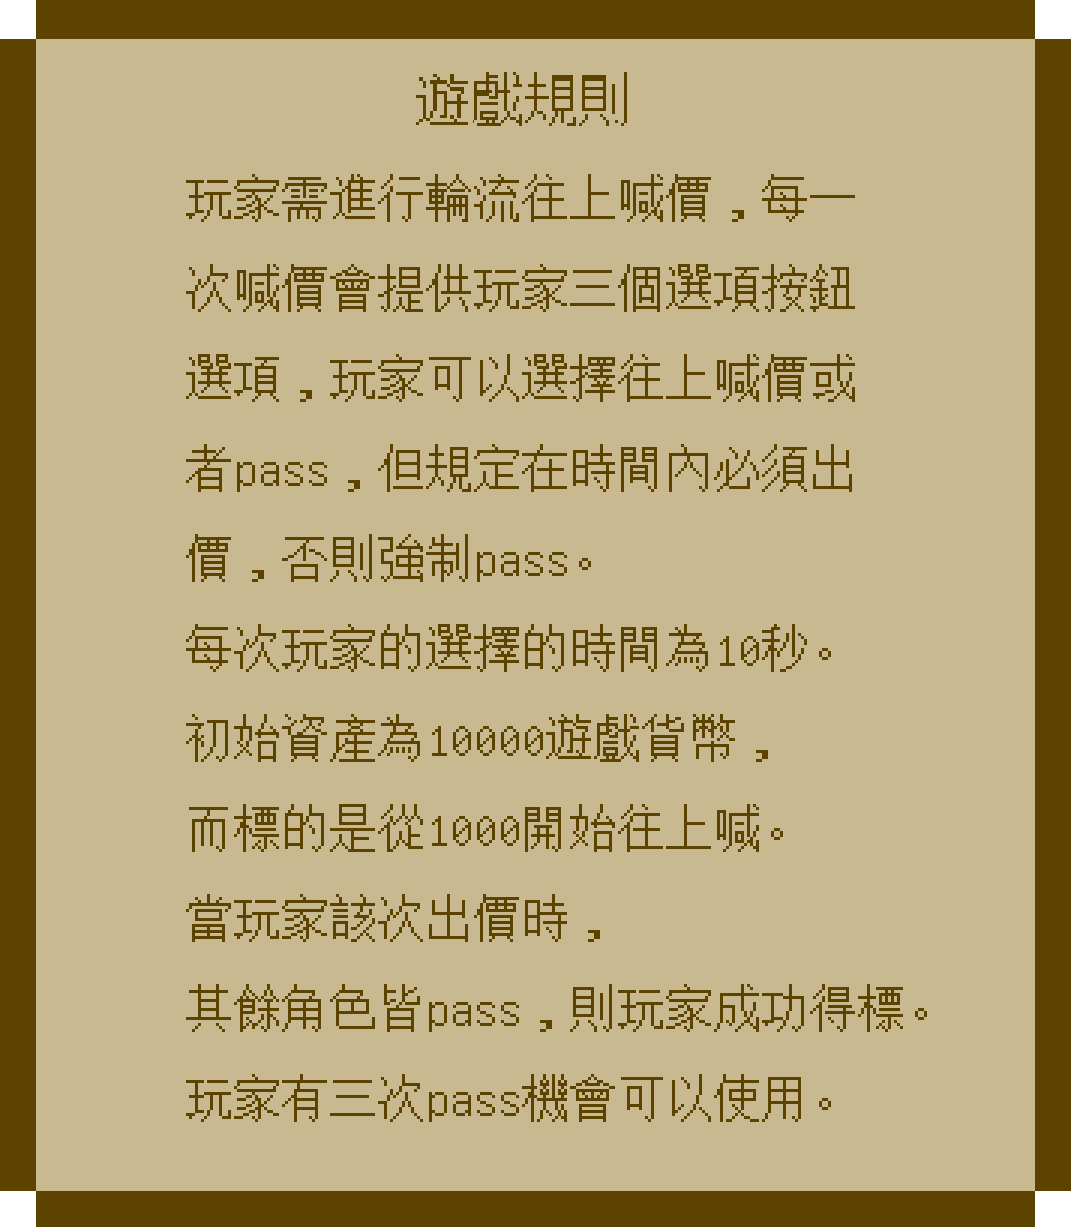 遊戲規則
玩家需進行輪流往上喊價，每一
次喊價會提供玩家三個選項按鈕
選項，玩家可以選擇往上喊價或
者pass，但規定在時間內必須出
價，否則強制pass。
每次玩家的選擇的時間為10秒。
初始資產為10000遊戲貨幣，
而標的是從1000開始往上喊。
當玩家該次出價時，
其餘角色皆pass，則玩家成功得標。
玩家有三次pass機會可以使用。